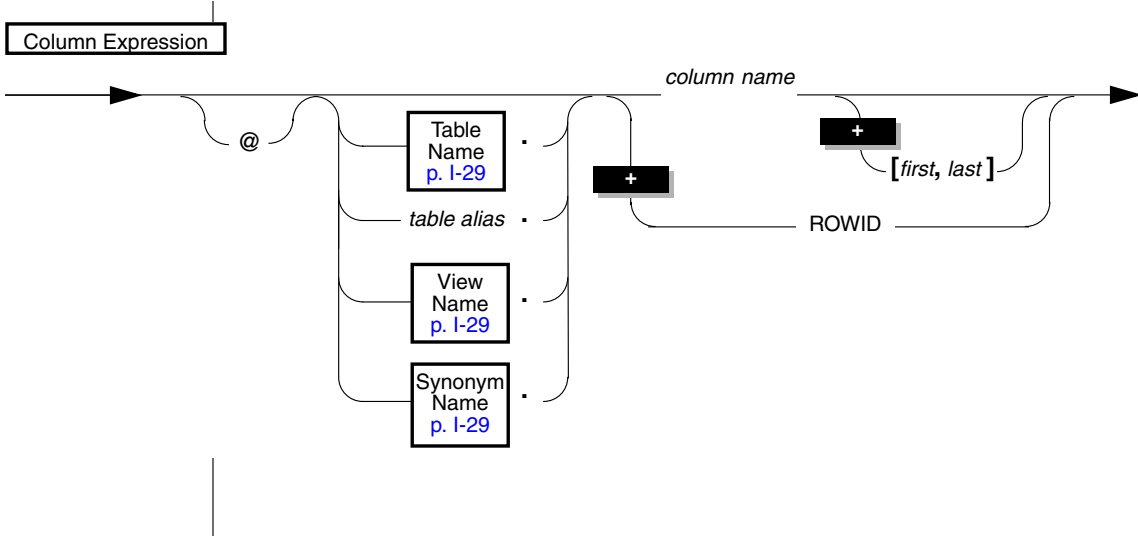 Column Expression
column name
@
Table
Name
p. I-29
.
+
+
[first, last ]
table alias .
ROWID
View
Name
p. I-29
.
Synonym
Name
p. I-29
.